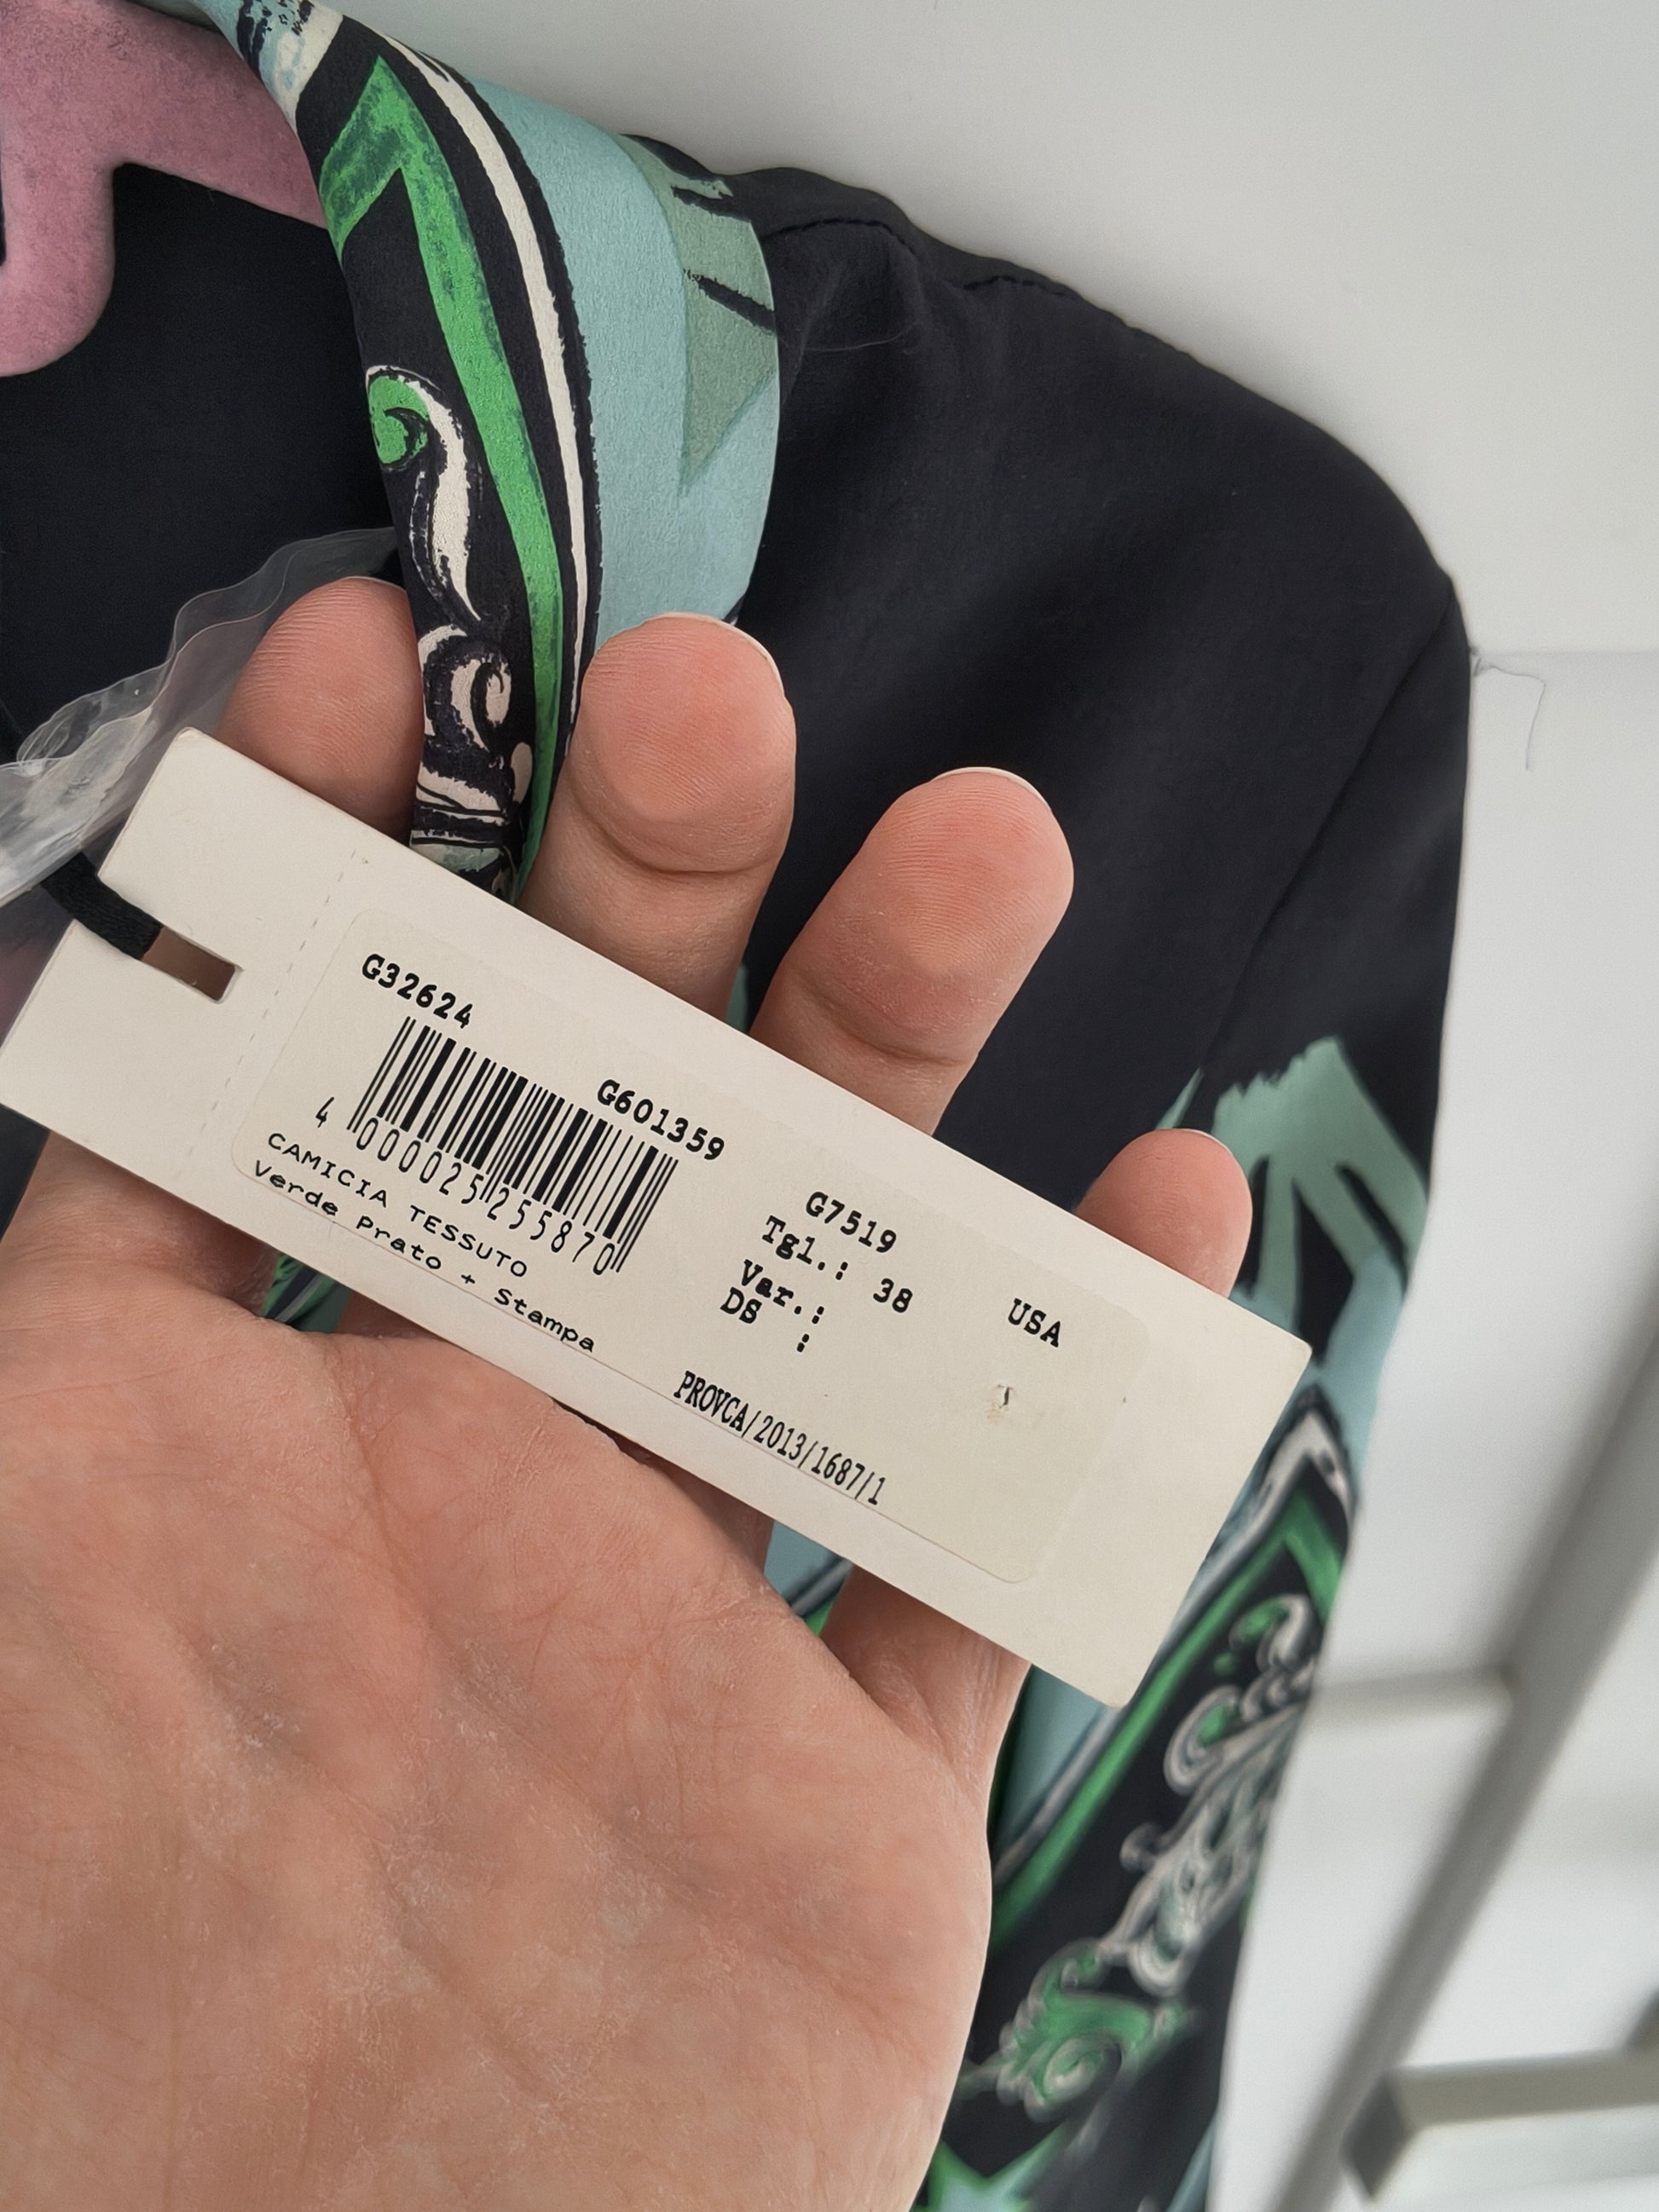 G32624
G601359
G7519
4 000025 255870
CAMICIA TESSUTO
Verde Prato + Stampa
Tgl.: 38 USA
Var.:
DS :
PROVCA/2013/1687/1